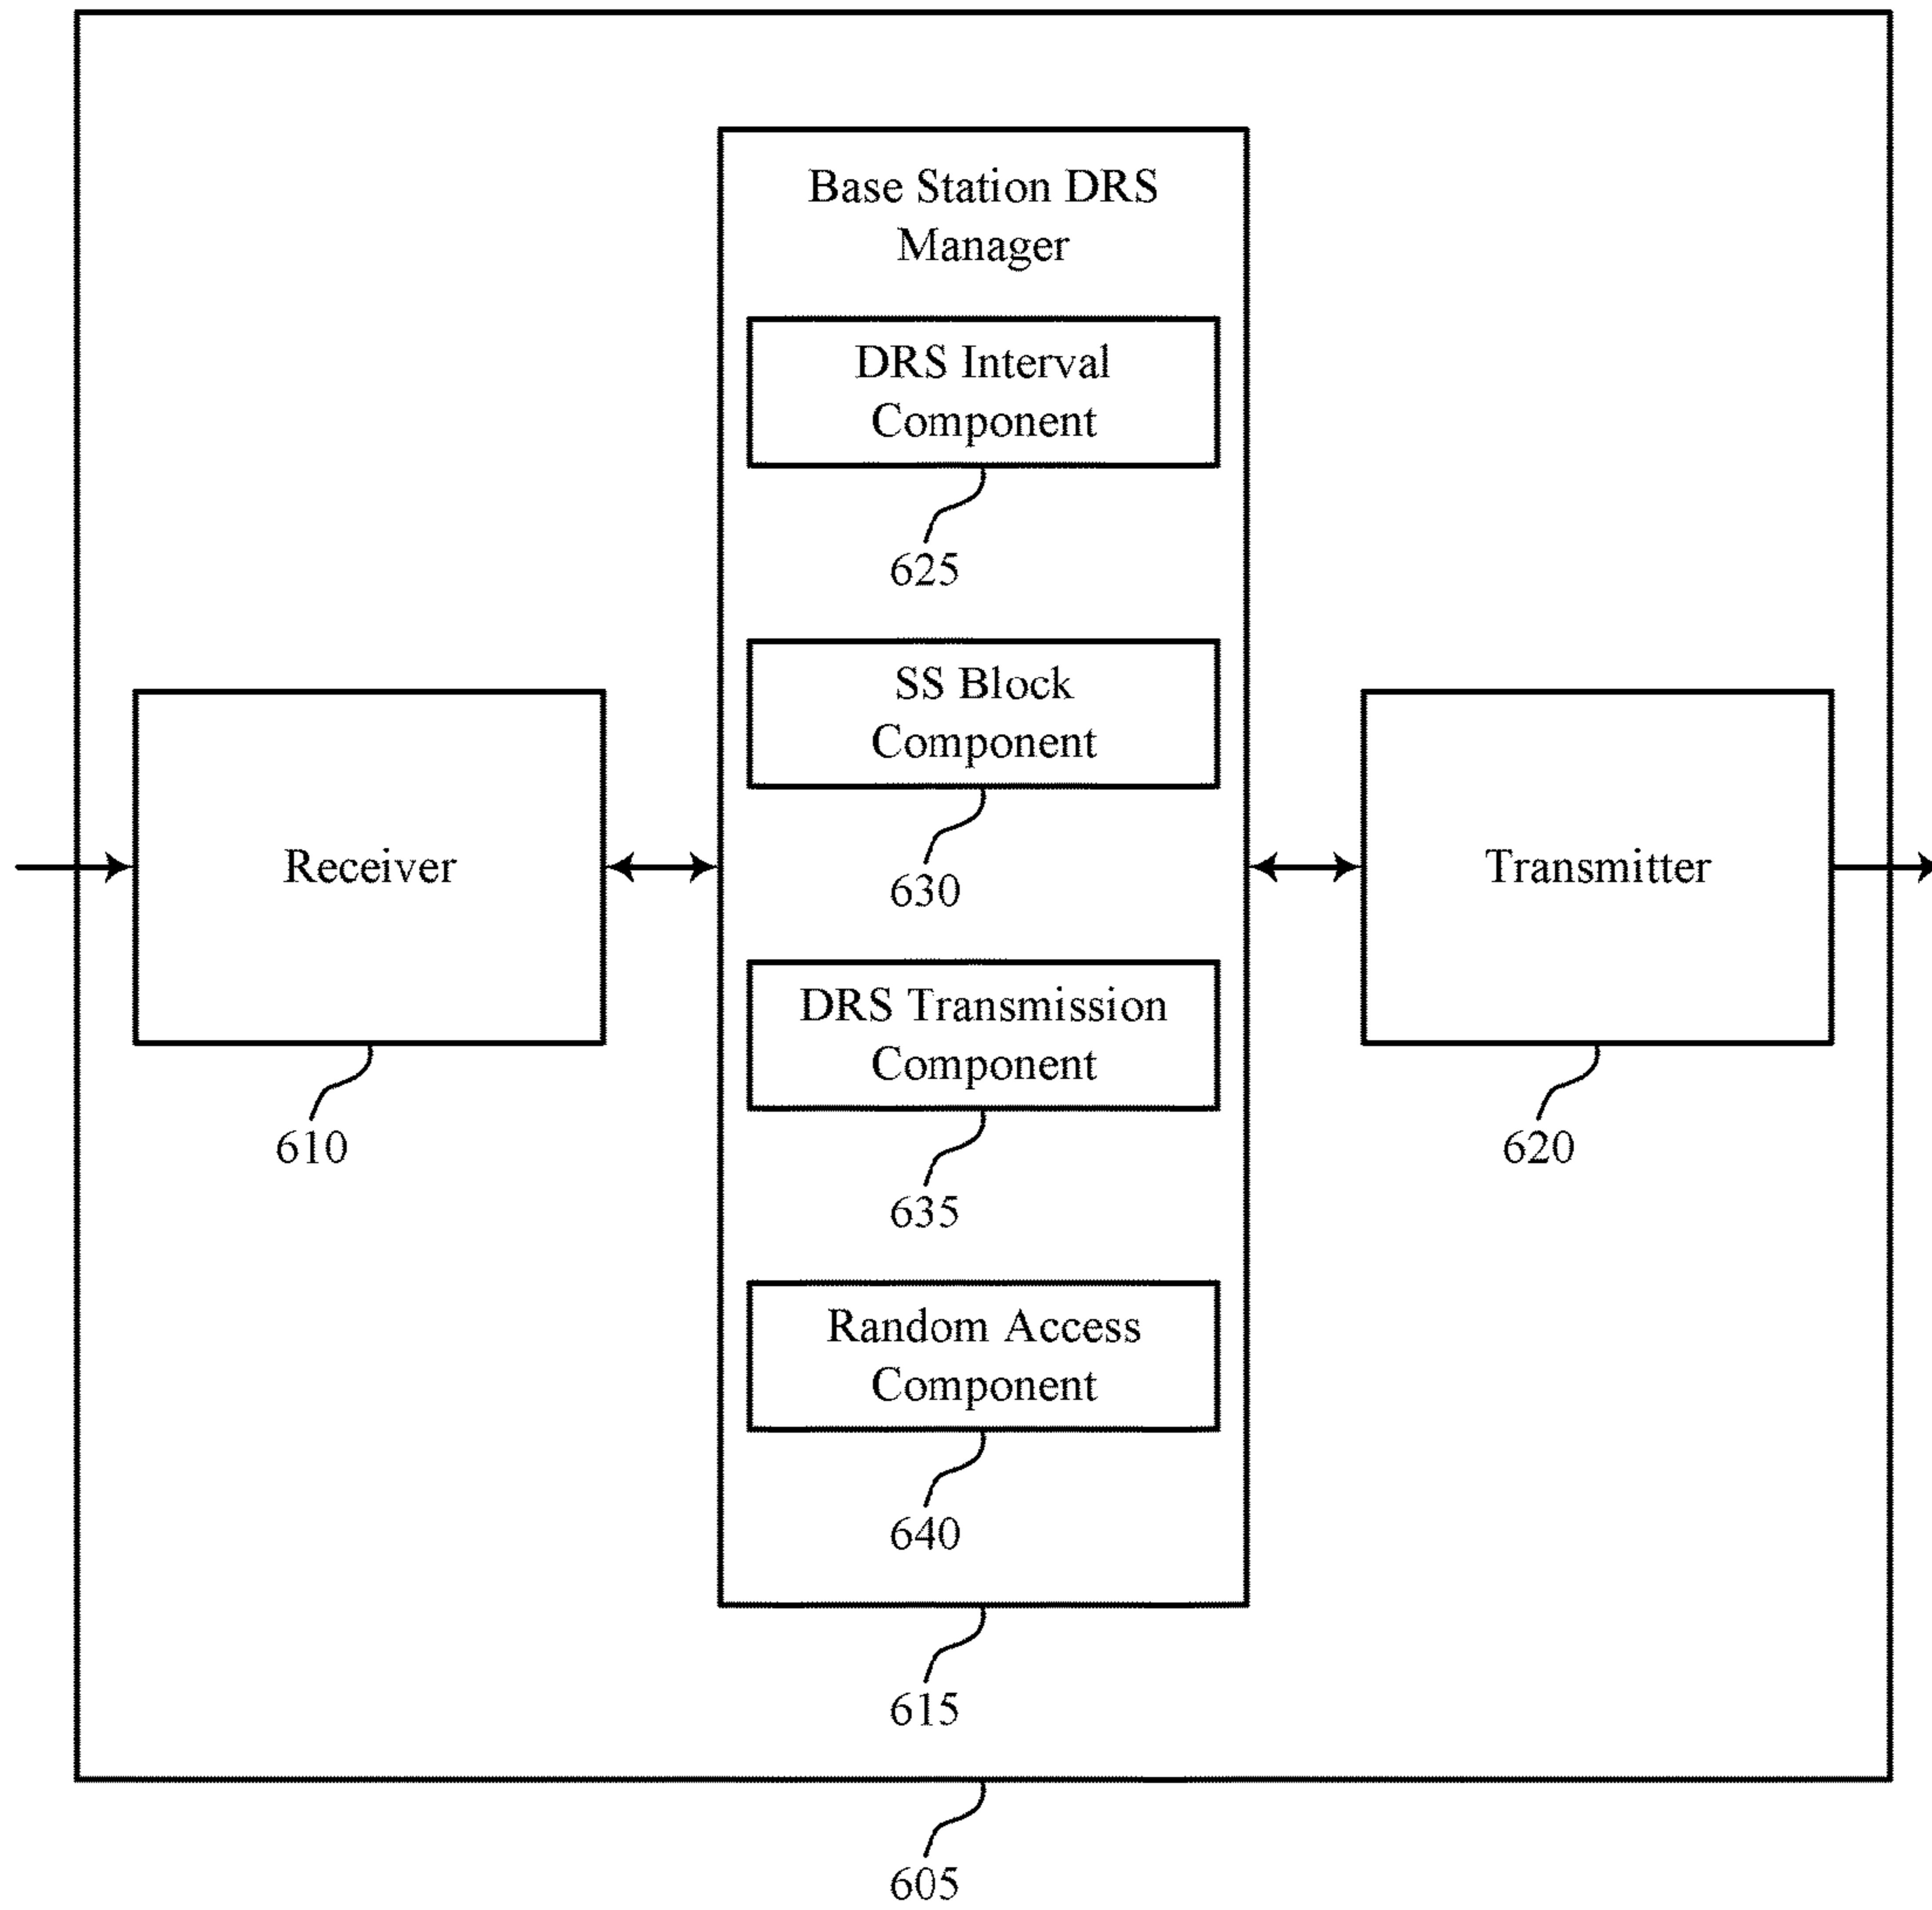 Base Station DRS
Manager
DRS Interval
Component
625
SS Block
Component
630
Receiver
610
Transmitter
620
DRS Transmission
Component
635
Random Access
Component
640
615
605